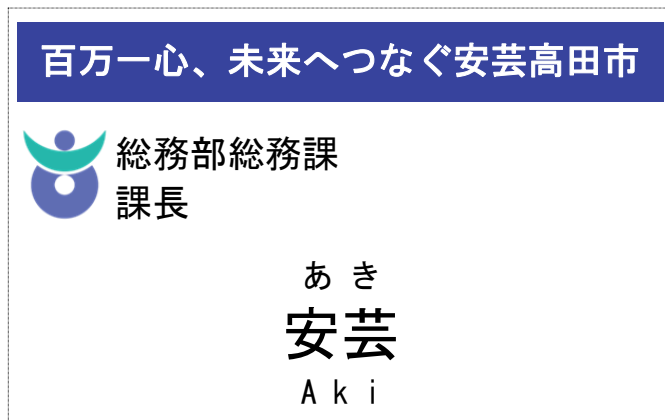 百万一心、未来へつなぐ安芸高田市
総務部総務課
課長
あき
安芸
Aki